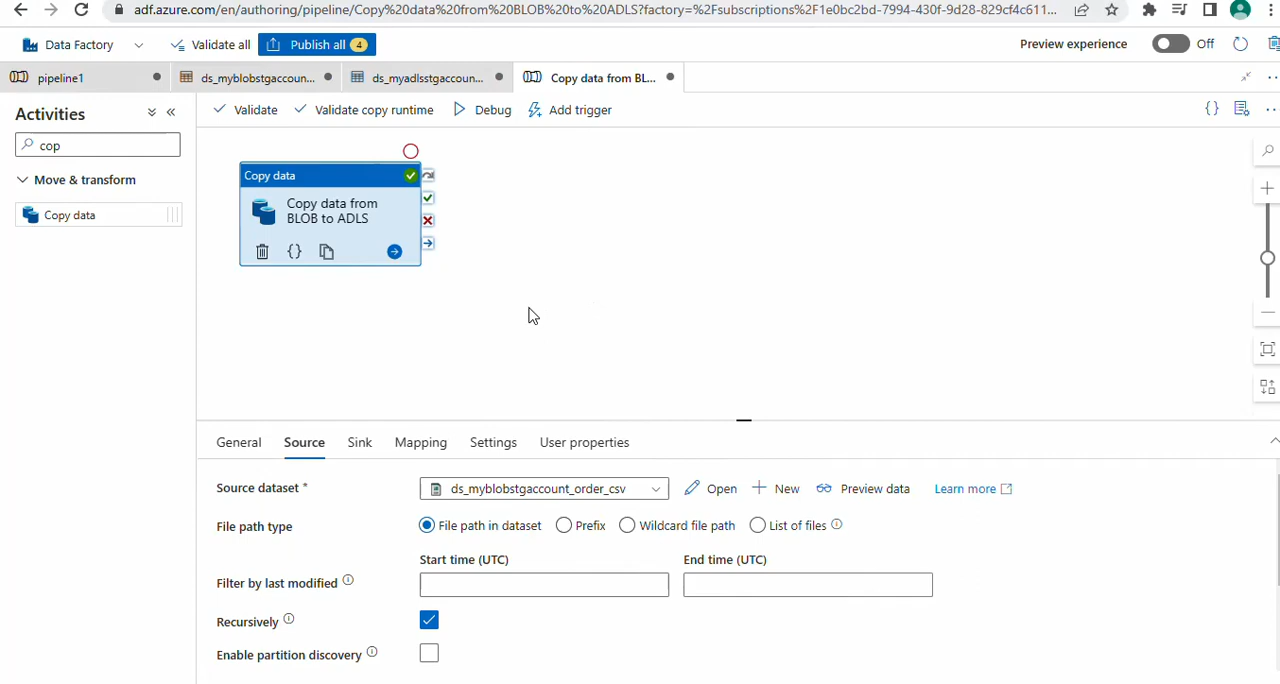 adf.azure.com/en/authoring/pipeline/Copy%20data%20from%20BLOB%20to%20ADLS?factory=%2Fsubscriptions%2F1e0bc2bd-7994-430f-9d28-829cf4c611...
Data Factory Validate all Publish all 4 Preview experience Off
pipeline1 ds_myblobstgaccoun... ds_myadlsstgaccoun... Copy data from BL...
Activities
Validate Validate copy runtime Debug Add trigger
cop
Move & transform
Copy data
Copy data
Copy data from
BLOB to ADLS
General Source Sink Mapping Settings User properties
Source dataset * ds_myblobstgaccount_order_csv Open New Preview data Learn more
File path type File path in dataset Prefix Wildcard file path List of files
Start time (UTC) End time (UTC)
Filter by last modified
Recursively
Enable partition discovery